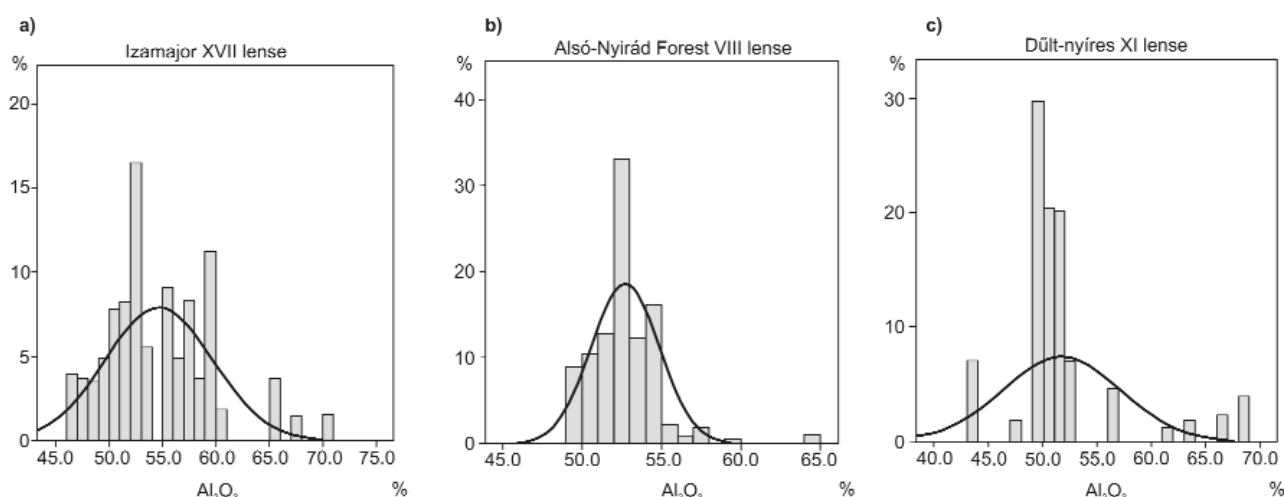 a)
Izamajor XVII lense
%
20
15
10
5
0
45.0 50.0 55.0 60.0 65.0 70.0 75.0
Al₂O₃ %
b)
Alsó-Nyirád Forest VIII lense
%
40
30
20
10
0
45.0 50.0 55.0 60.0 65.0
Al₂O₃ %
c)
Dűlt-nyíres XI lense
%
30
20
10
0
40.0 45.0 50.0 55.0 60.0 65.0 70.0
Al₂O₃ %